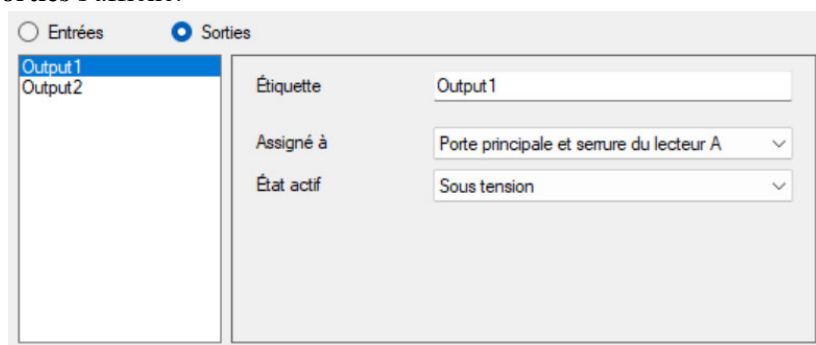 Entrées Sorties
Output1
Output2
Étiquette Output1
Assigné à Porte principale et serrure du lecteur A
État actif Sous tension